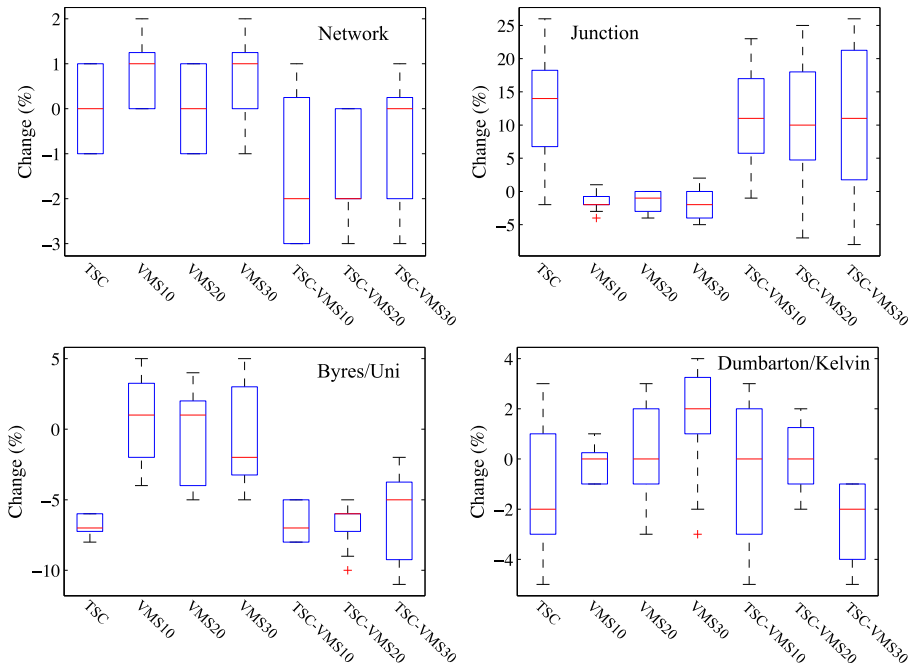 Network
Change (%)
2
1
0
−1
−2
−3
TSC
VMS10
VMS20
VMS30
TSC-VMS10
TSC-VMS20
TSC-VMS30
Junction
Change (%)
25
20
15
10
5
0
−5
TSC
VMS10
VMS20
VMS30
TSC-VMS10
TSC-VMS20
TSC-VMS30
Byres/Uni
Change (%)
5
0
−5
−10
TSC
VMS10
VMS20
VMS30
TSC-VMS10
TSC-VMS20
TSC-VMS30
Dumbarton/Kelvin
Change (%)
4
2
0
−2
−4
TSC
VMS10
VMS20
VMS30
TSC-VMS10
TSC-VMS20
TSC-VMS30